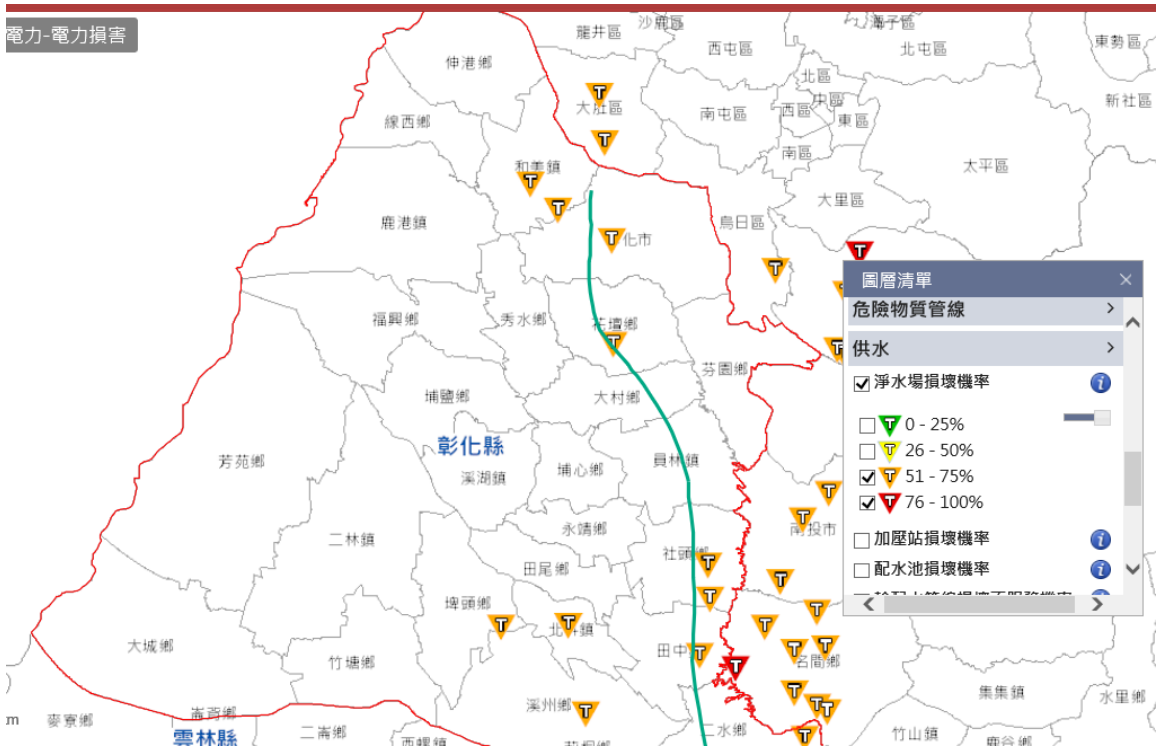 電力-電力損害
沙鹿區
潭子區
龍井區
西屯區
北屯區
東勢區
伸港鄉
北區
大肚區
新社區
線西鄉
南屯區
西區
中區
東區
和美鎮
南區
太平區
大里區
鹿港鎮
烏日區
化市
福興鄉
秀水鄉
花壇鄉
芬園鄉
埔鹽鄉
大村鄉
彰化縣
芳苑鄉
溪湖鎮
埔心鄉
員林鎮
永靖鄉
南投市
二林鎮
社頭鄉
田尾鄉
埤頭鄉
北斗鎮
大城鄉
竹塘鄉
田中
名間鄉
集集鎮
水里鄉
溪州鄉
m
麥寮鄉
崙背鄉
二崙鄉
西螺鎮
莿桐鄉
二水鄉
竹山鎮
鹿谷鄉
雲林縣
圖層清單
×
危險物質管線
供水
淨水場損壞機率
0 - 25%
26 - 50%
51 - 75%
76 - 100%
加壓站損壞機率
配水池損壞機率